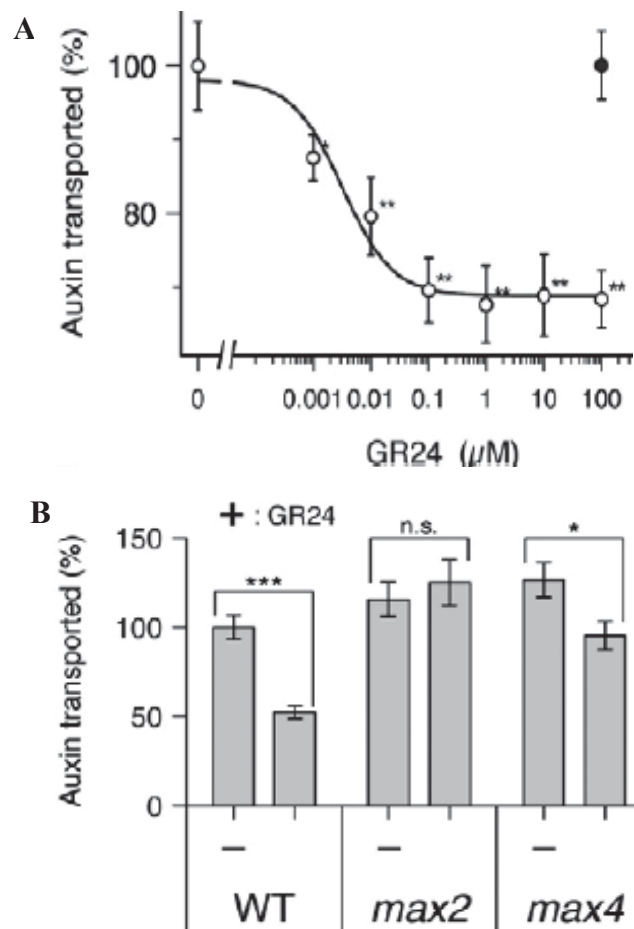 A
Auxin transported (%)
100
80
*
**
**
**
**
**
0
0.001
0.01
0.1
1
10
100
GR24 (µM)
B
+ : GR24
Auxin transported (%)
150
100
50
0
***
n.s.
*
–
–
–
WT
max2
max4